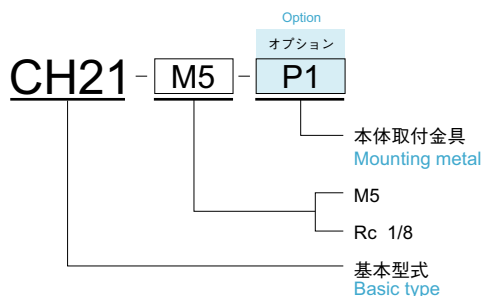 Option
オプション
CH21 - M5 - P1
本体取付金具
Mounting metal
M5
Rc 1/8
基本型式
Basic type